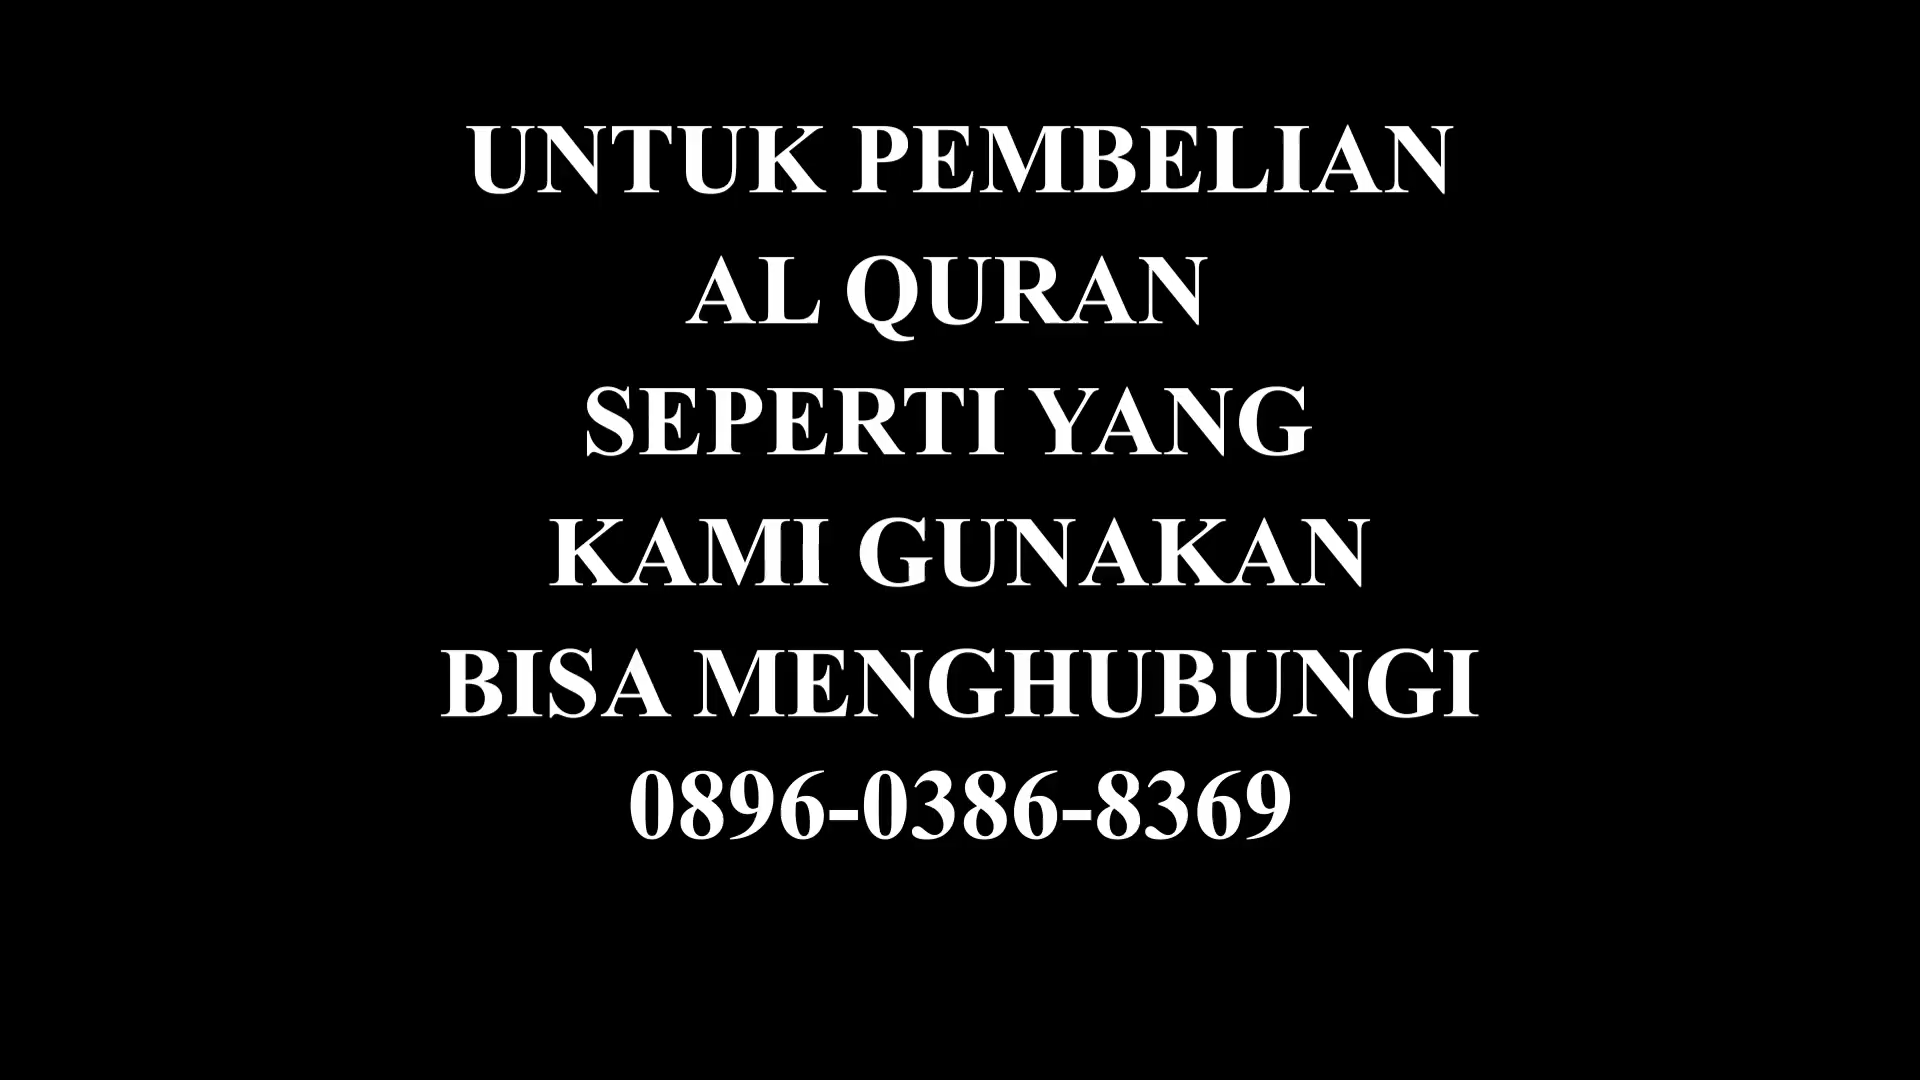 UNTUK PEMBELIAN
AL QURAN
SEPERTI YANG
KAMI GUNAKAN
BISA MENGHUBUNGI
0896-0386-8369